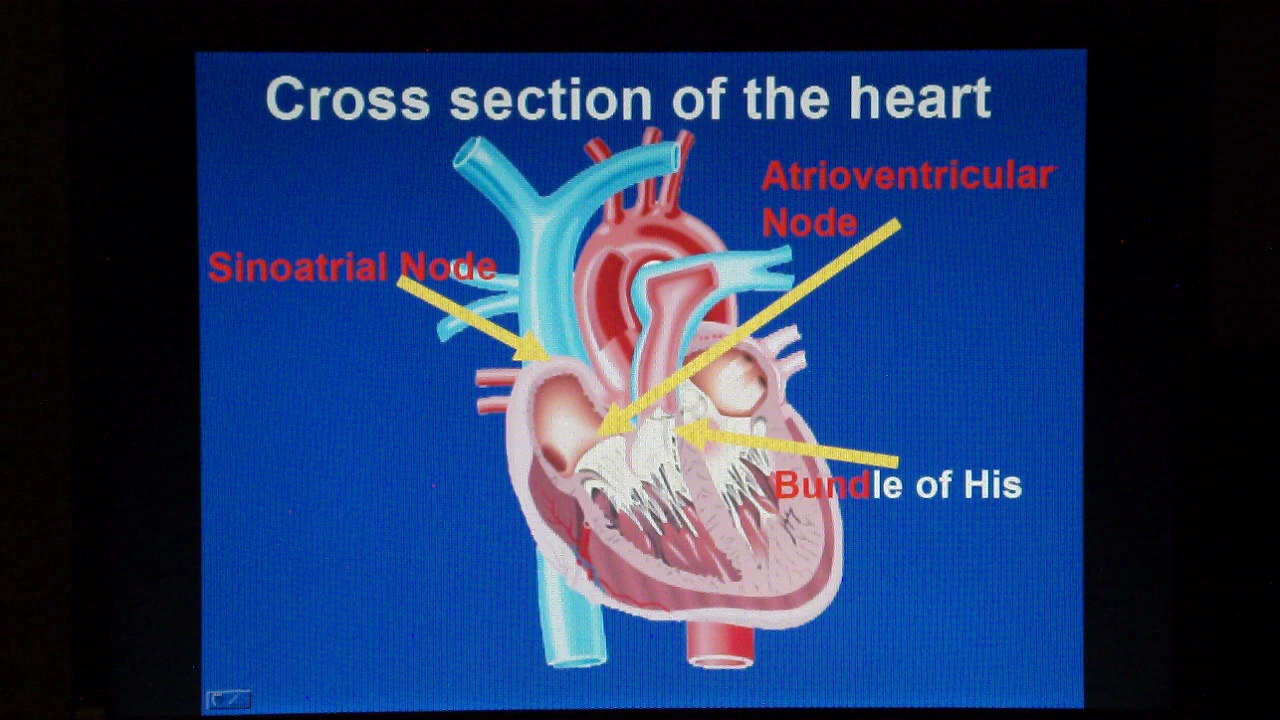 Cross section of the heart
Atrioventricular
Node
Sinoatrial Node
Bundle of His